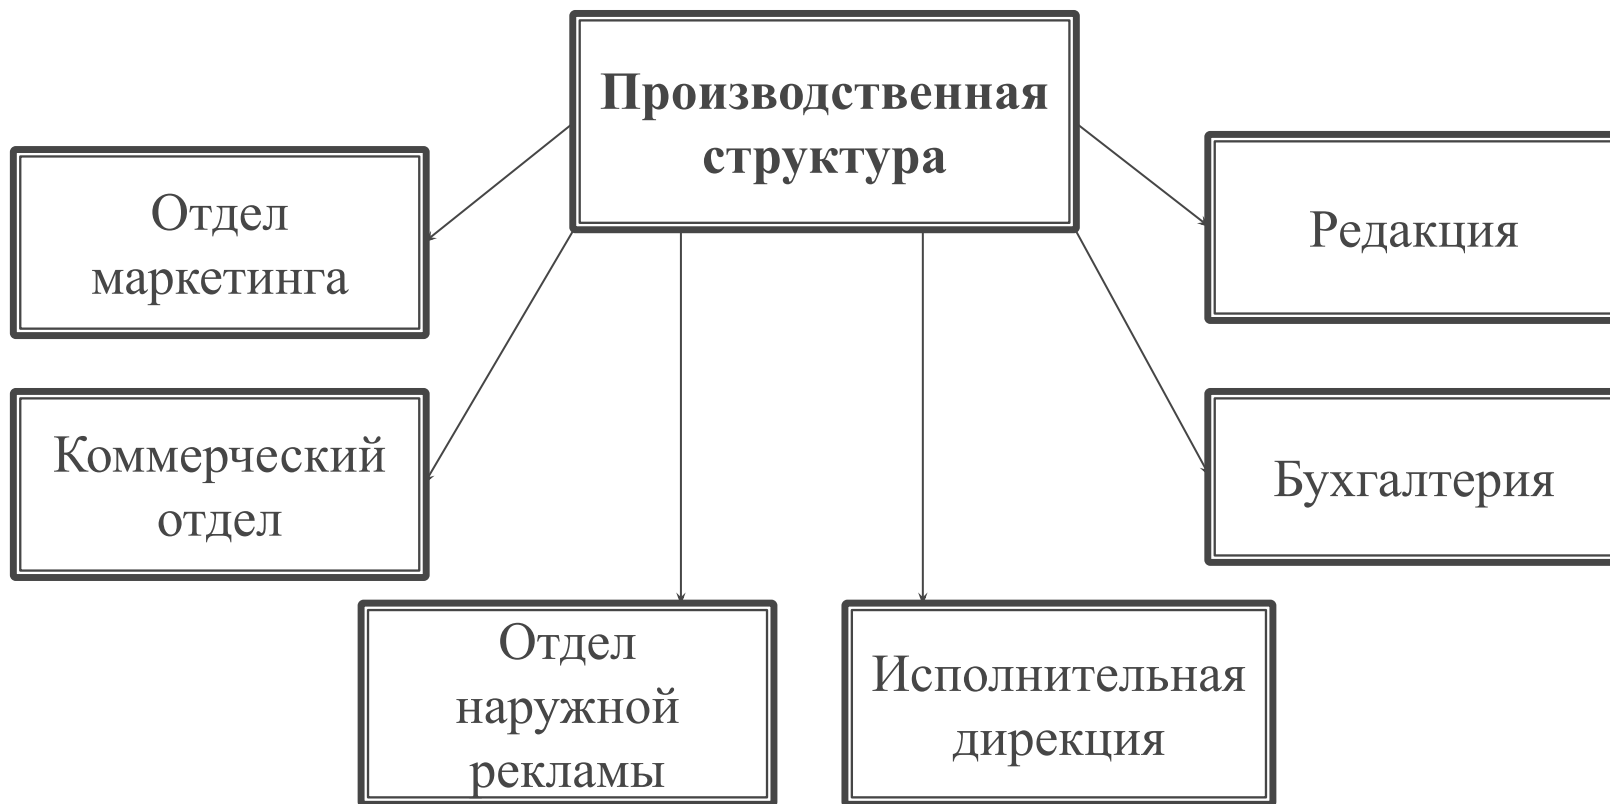 Производственная
структура
Отдел
маркетинга
Редакция
Коммерческий
отдел
Бухгалтерия
Отдел
наружной
рекламы
Исполнительная
дирекция